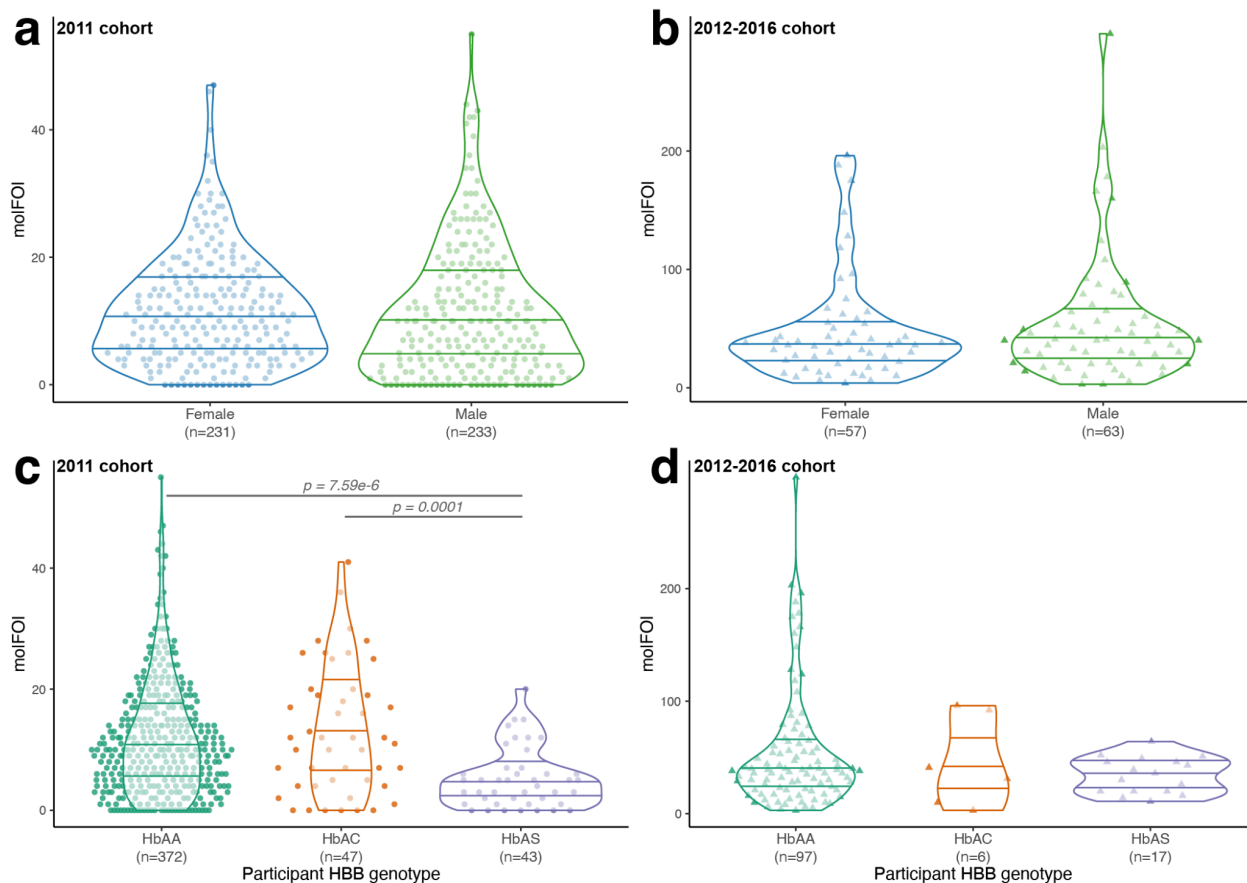 a 2011 cohort
b 2012-2016 cohort
molFOI
40
20
0
Female
(n=231)
Male
(n=233)
molFOI
200
100
0
Female
(n=57)
Male
(n=63)
c 2011 cohort
d 2012-2016 cohort
p = 7.59e-6
p = 0.0001
molFOI
40
20
0
HbAA
(n=372)
HbAC
(n=47)
HbAS
(n=43)
Participant HBB genotype
molFOI
200
100
0
HbAA
(n=97)
HbAC
(n=6)
HbAS
(n=17)
Participant HBB genotype